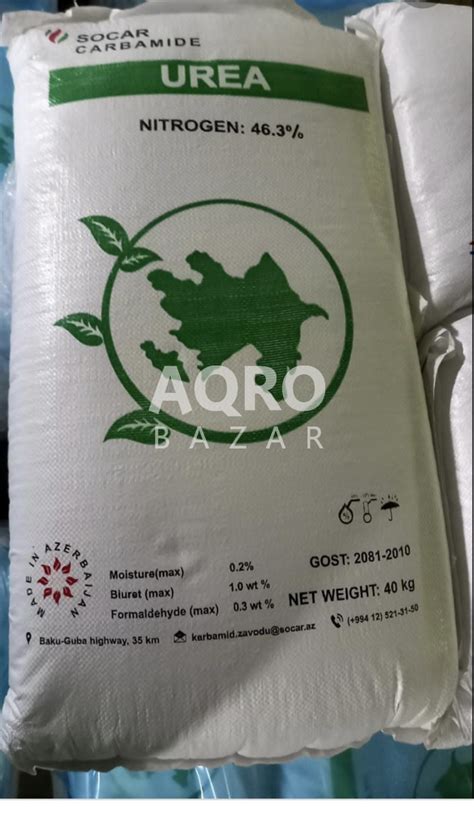 SOCAR
CARBAMIDE
UREA
NITROGEN: 46.3%
AQRO
BAZAR
MADE IN AZERBAIJAN
Moisture(max) 0.2%
Biuret (max) 1.0 wt %
Formaldehyde (max) 0.3 wt %
GOST: 2081-2010
NET WEIGHT: 40 kg
Baku-Guba highway, 35 km
karbamid.zavodu@socar.az
(+994 12) 521-31-50